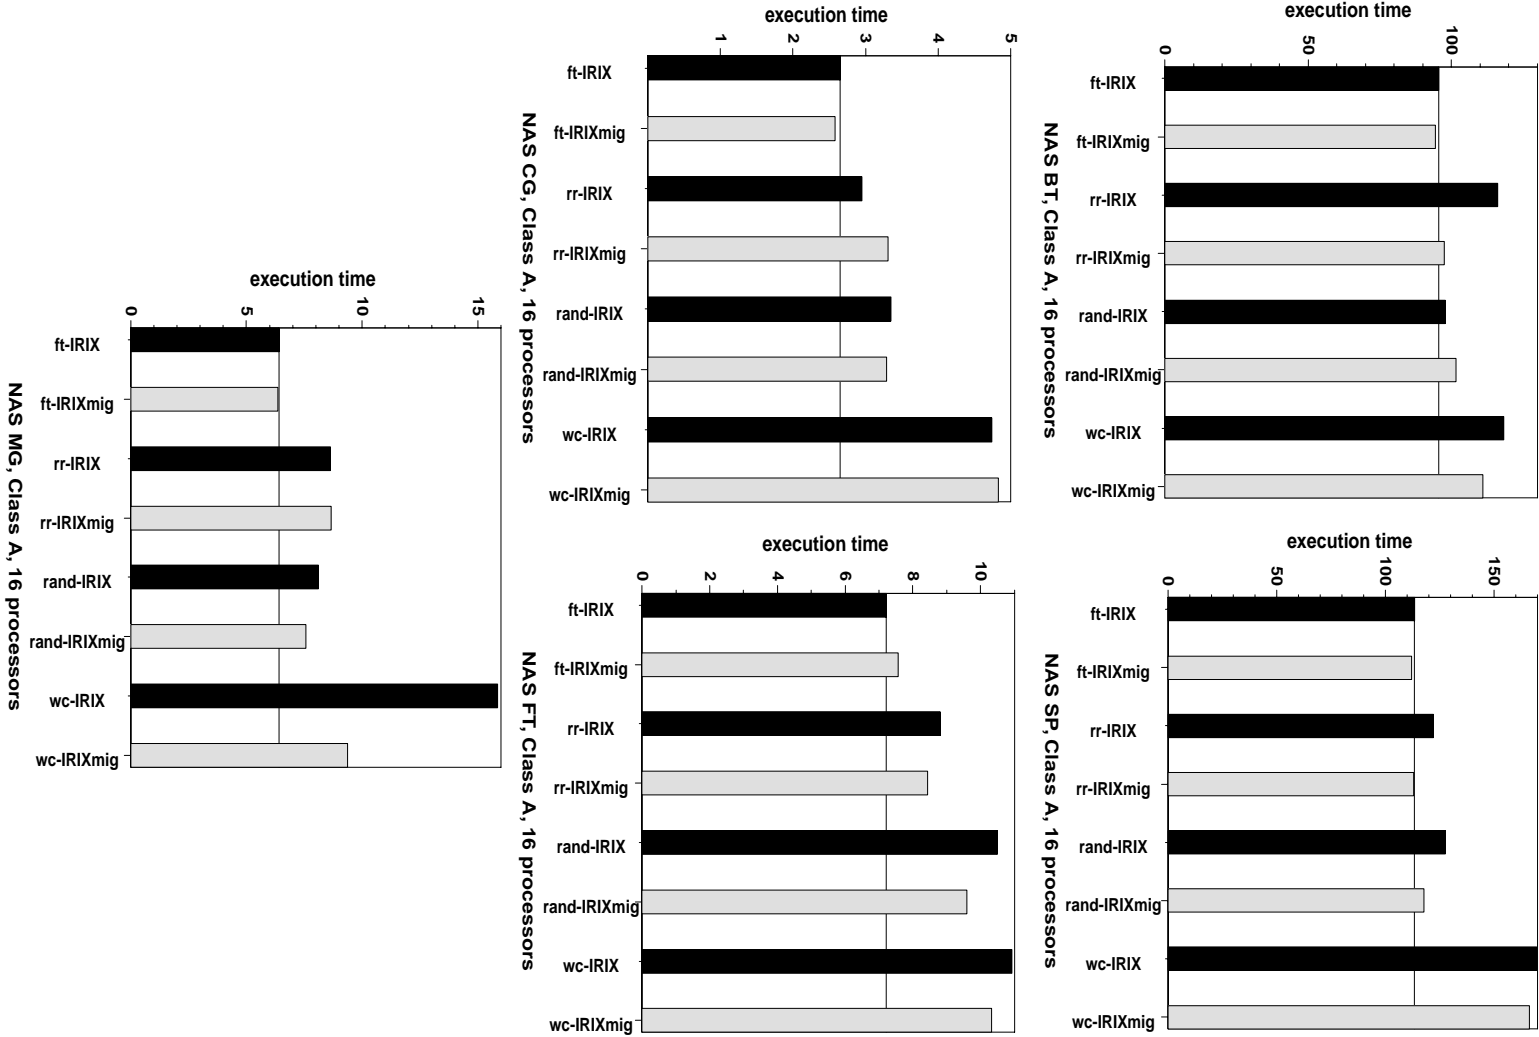 execution time
0
50
100
ft-IRIX
ft-IRIXmig
rr-IRIX
rr-IRIXmig
rand-IRIX
rand-IRIXmig
wc-IRIX
wc-IRIXmig
NAS BT, Class A, 16 processors
execution time
0
50
100
150
ft-IRIX
ft-IRIXmig
rr-IRIX
rr-IRIXmig
rand-IRIX
rand-IRIXmig
wc-IRIX
wc-IRIXmig
NAS SP, Class A, 16 processors
execution time
1
2
3
4
5
ft-IRIX
ft-IRIXmig
rr-IRIX
rr-IRIXmig
rand-IRIX
rand-IRIXmig
wc-IRIX
wc-IRIXmig
NAS CG, Class A, 16 processors
execution time
0
2
4
6
8
10
ft-IRIX
ft-IRIXmig
rr-IRIX
rr-IRIXmig
rand-IRIX
rand-IRIXmig
wc-IRIX
wc-IRIXmig
NAS FT, Class A, 16 processors
execution time
0
5
10
15
ft-IRIX
ft-IRIXmig
rr-IRIX
rr-IRIXmig
rand-IRIX
rand-IRIXmig
wc-IRIX
wc-IRIXmig
NAS MG, Class A, 16 processors